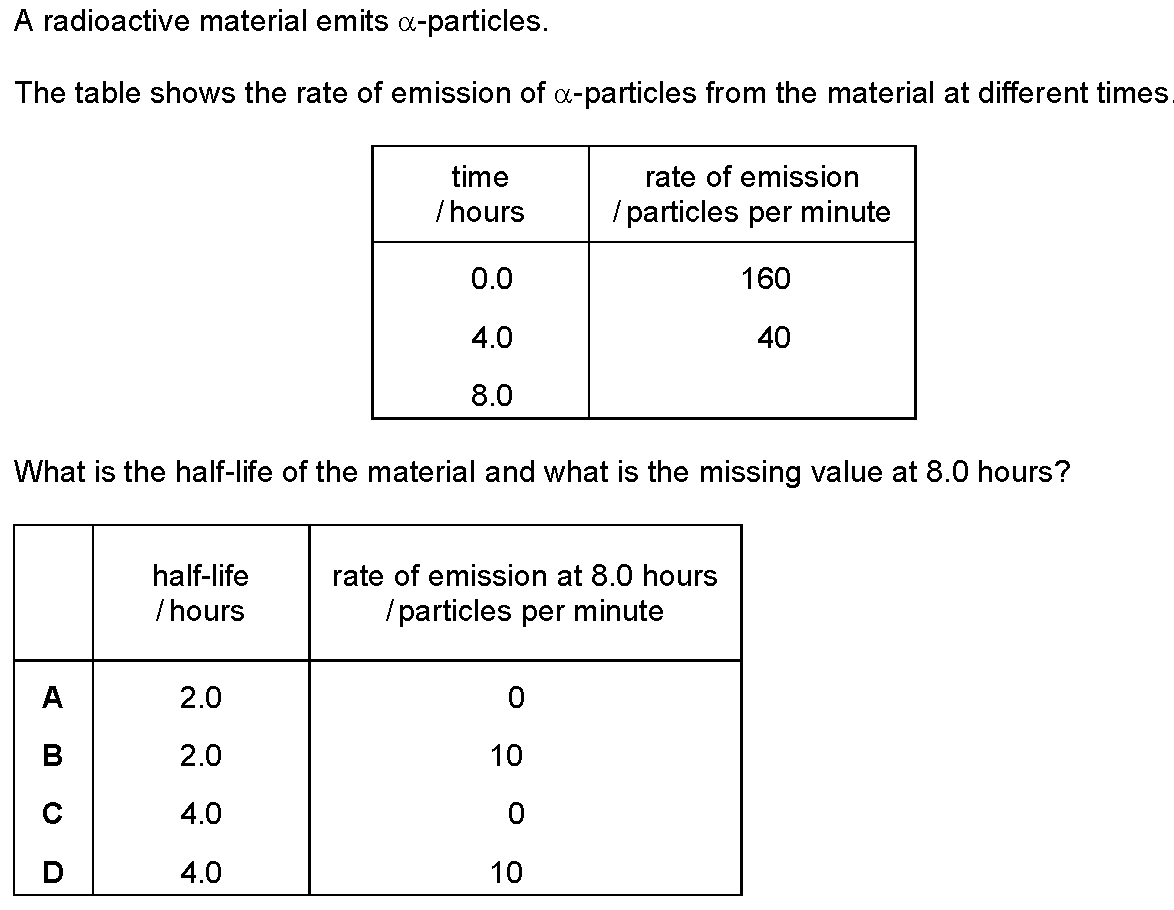 A radioactive material emits α-particles.
The table shows the rate of emission of α-particles from the material at different times.
time rate of emission
/ hours / particles per minute
0.0 160
4.0 40
8.0
What is the half-life of the material and what is the missing value at 8.0 hours?
half-life rate of emission at 8.0 hours
/ hours / particles per minute
A 2.0 0
B 2.0 10
C 4.0 0
D 4.0 10